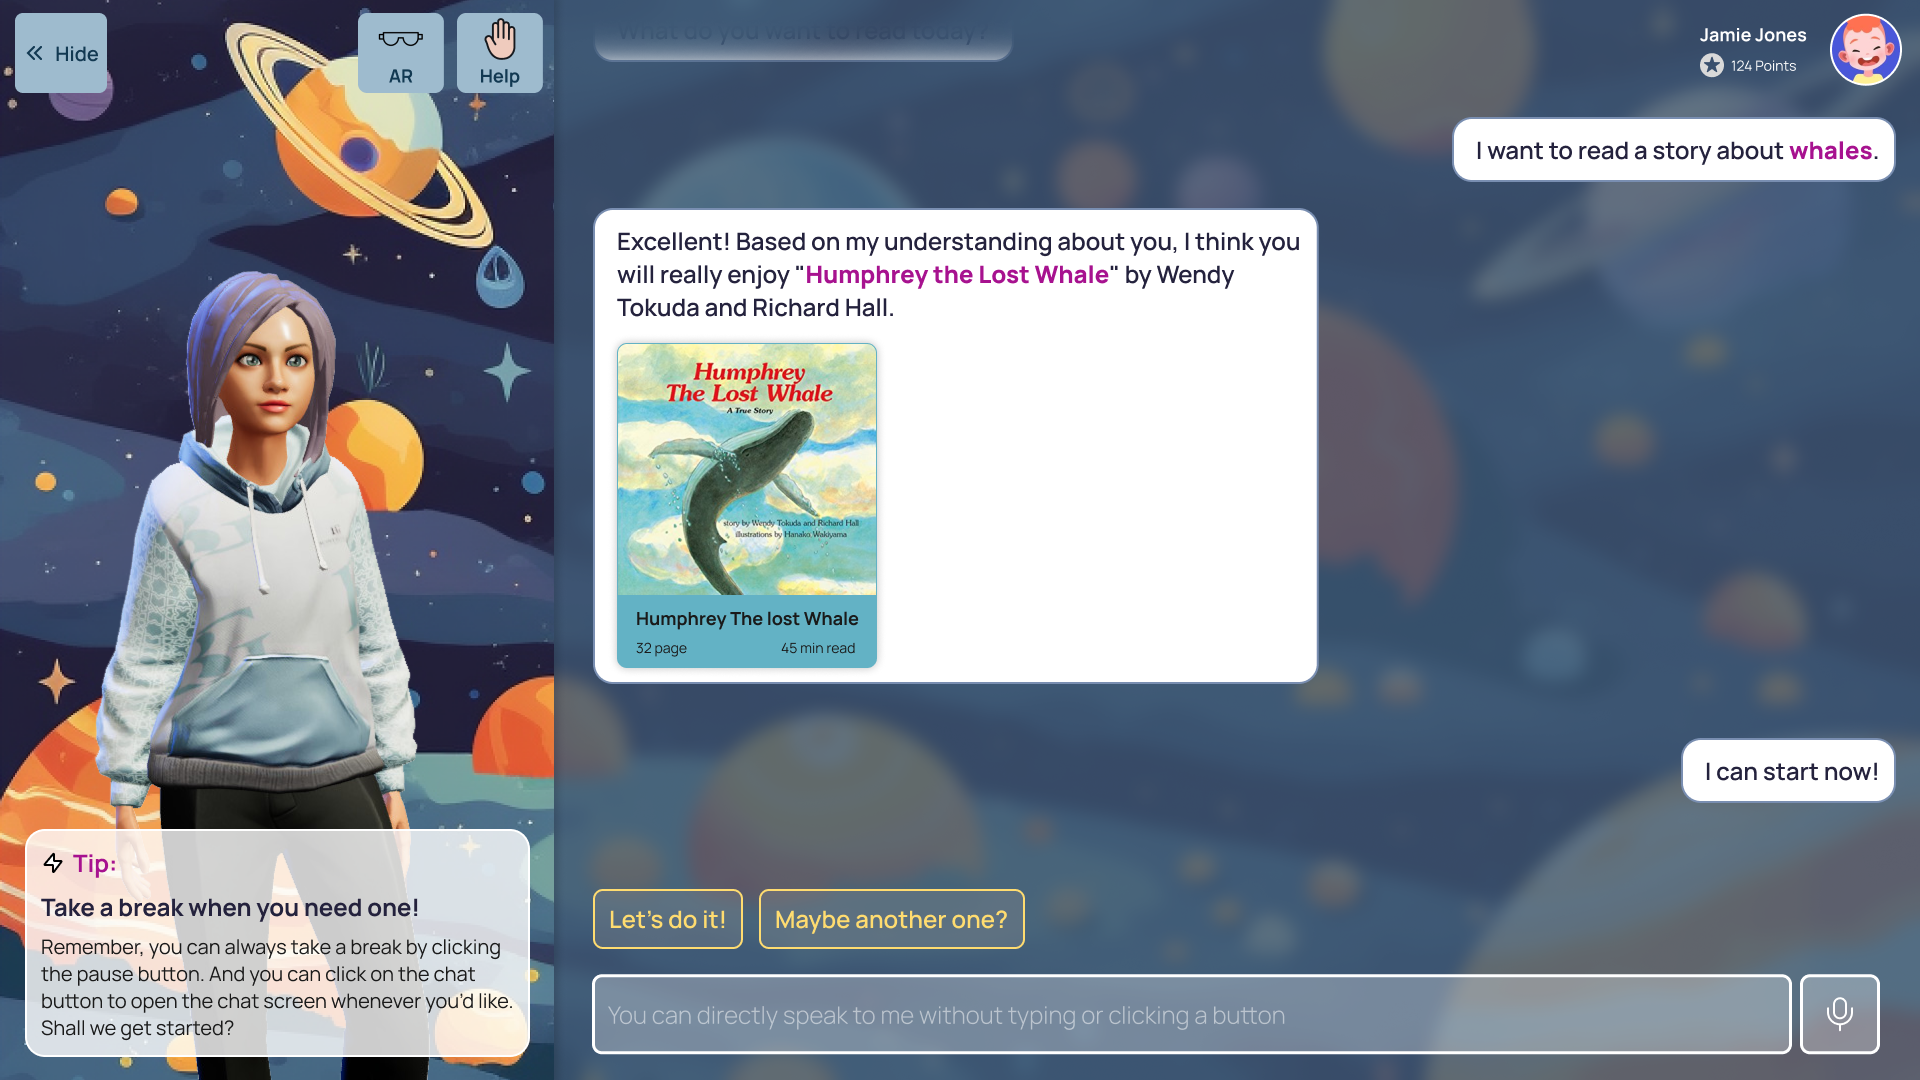 Hide
AR
Help
What do you want to read today?
Jamie Jones
124 Points
I want to read a story about whales.
Excellent! Based on my understanding about you, I think you
will really enjoy "Humphrey the Lost Whale" by Wendy
Tokuda and Richard Hall.
Humphrey
The Lost Whale
A True Story
story by Wendy Tokuda and Richard Hall
illustrations by Hanako Wakiyama
Humphrey The lost Whale
32 page
45 min read
I can start now!
Tip:
Take a break when you need one!
Remember, you can always take a break by clicking
the pause button. And you can click on the chat
button to open the chat screen whenever you'd like.
Shall we get started?
Let's do it!
Maybe another one?
You can directly speak to me without typing or clicking a button